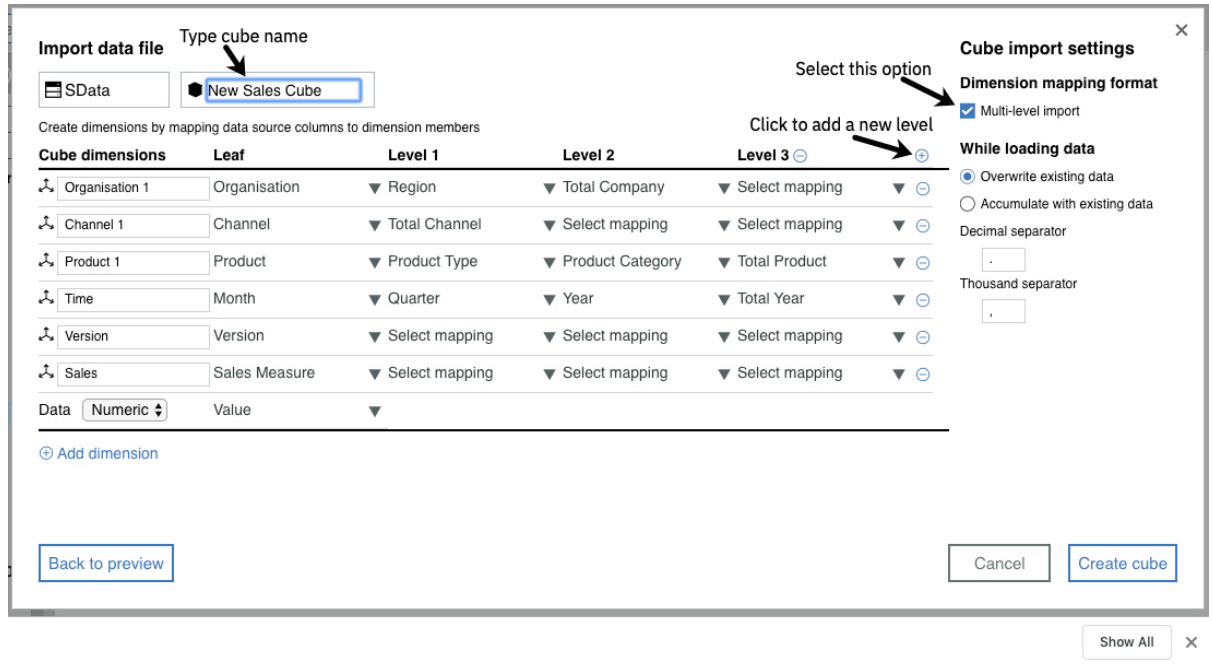 Type cube name
Import data file
SData
New Sales Cube
Create dimensions by mapping data source columns to dimension members
Click to add a new level
Cube dimensions Leaf Level 1 Level 2 Level 3
Organisation 1 Organisation Region Total Company Select mapping
Channel 1 Channel Total Channel Select mapping Select mapping
Product 1 Product Product Type Product Category Total Product
Time Month Quarter Year Total Year
Version Version Select mapping Select mapping Select mapping
Sales Sales Measure Select mapping Select mapping Select mapping
Data Numeric Value
Add dimension
Cube import settings
Select this option
Dimension mapping format
Multi-level import
While loading data
Overwrite existing data
Accumulate with existing data
Decimal separator
.
Thousand separator
,
Back to preview
Cancel
Create cube
Show All